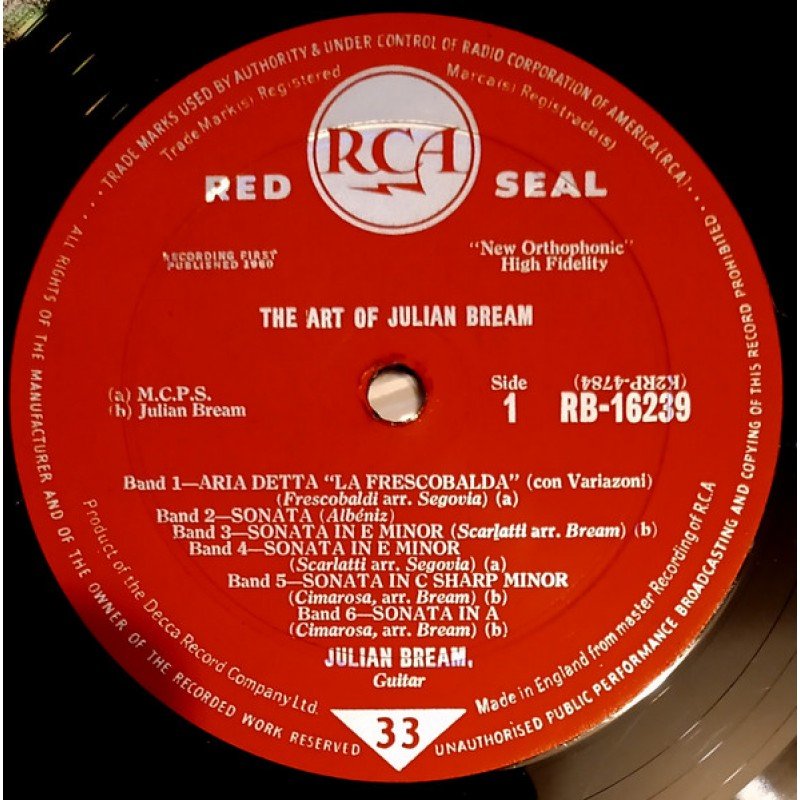 TRADE MARKS USED BY AUTHORITY & UNDER CONTROL OF RADIO CORPORATION OF AMERICA (RCA)
Trade Mark(s) Registered
Marca(s) Registrada(s)
RCA
RED SEAL
RECORDING FIRST
PUBLISHED 1960
"New Orthophonic"
High Fidelity
THE ART OF JULIAN BREAM
(a) M.C.P.S.
(b) Julian Bream
Side
1
(K2RP-4784)
RB-16239
Band 1—ARIA DETTA "LA FRESCOBALDA" (con Variazoni)
(Frescobaldi arr. Segovia) (a)
Band 2—SONATA (Albéniz)
Band 3—SONATA IN E MINOR (Scarlatti arr. Bream) (b)
Band 4—SONATA IN E MINOR
(Scarlatti arr. Segovia) (a)
Band 5—SONATA IN C SHARP MINOR
(Cimarosa, arr. Bream) (b)
Band 6—SONATA IN A
(Cimarosa, arr. Bream) (b)
JULIAN BREAM,
Guitar
33
Product of the Decca Record Company Ltd.
Made in England from master Recording of R.C.A
ALL RIGHTS OF THE MANUFACTURER AND OF THE OWNER OF THE RECORDED WORK RESERVED
UNAUTHORISED PUBLIC PERFORMANCE BROADCASTING AND COPYING OF THIS RECORD PROHIBITED